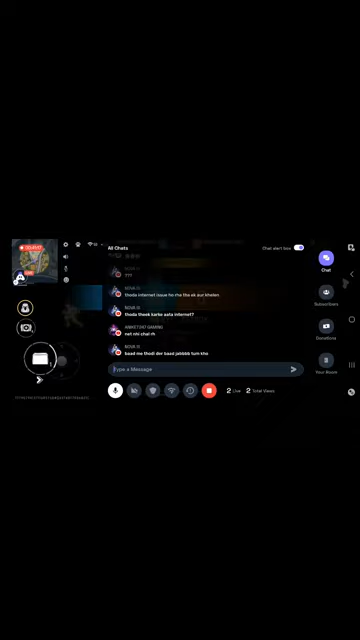 All Chats
Chat alert box
???
thoda internet issue ho rha tha ek aur khelen
thoda theek karke aata internet?
ANKIT047 GAMING
net nhi chal rh
baad me thodi der baad jabbbb tum kho
Type a Message
2 Live
2 Total Views
Chat
Subscribers
Donations
Your Room